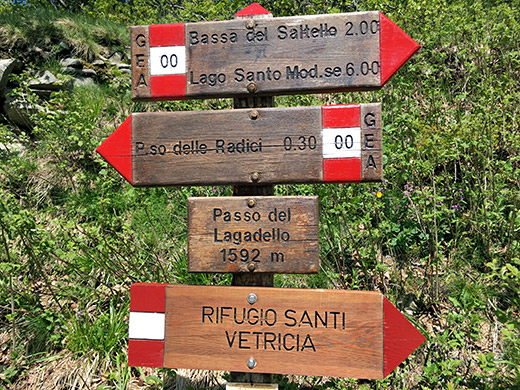 GEA 00 Bassa del Saltello 2.00
Lago Santo Mod.se 6.00
P.so delle Radici 0.30 00 GEA
Passo del
Lagadello
1592 m
RIFUGIO SANTI
VETRICIA